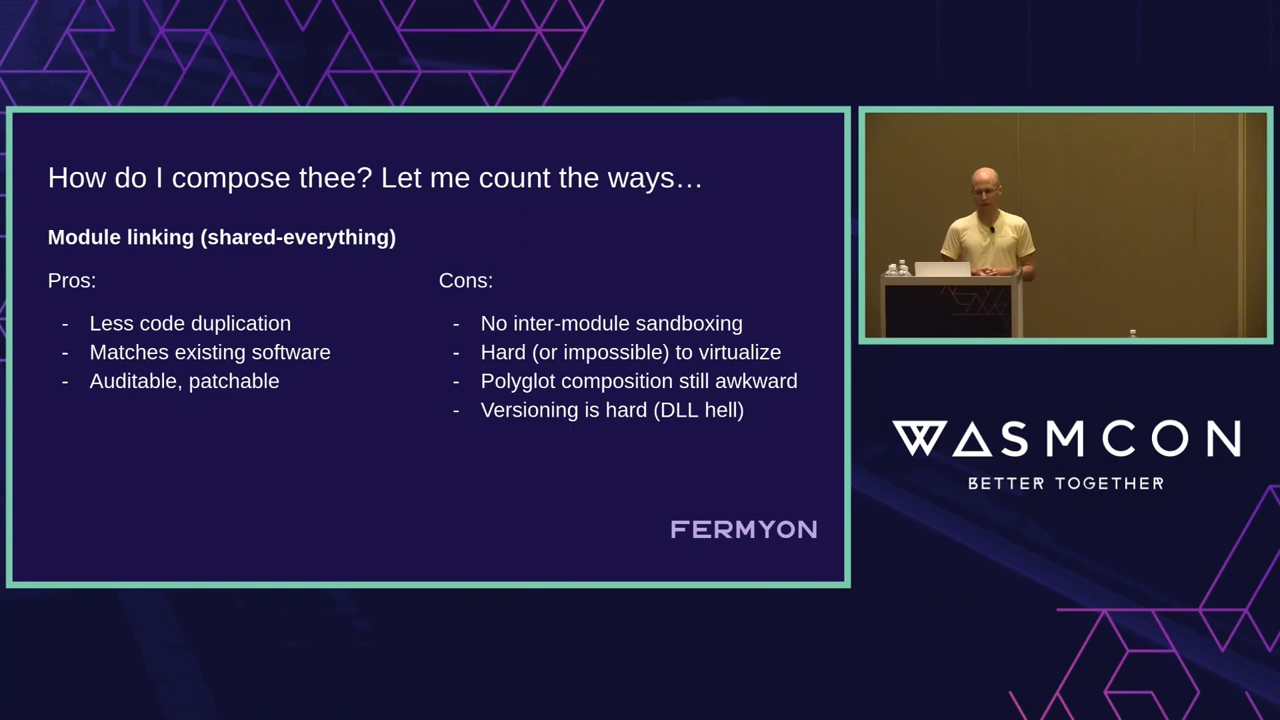 How do I compose thee? Let me count the ways…
Module linking (shared-everything)
Pros:
- Less code duplication
- Matches existing software
- Auditable, patchable
Cons:
- No inter-module sandboxing
- Hard (or impossible) to virtualize
- Polyglot composition still awkward
- Versioning is hard (DLL hell)
FERMYON
WASMCON
BETTER TOGETHER